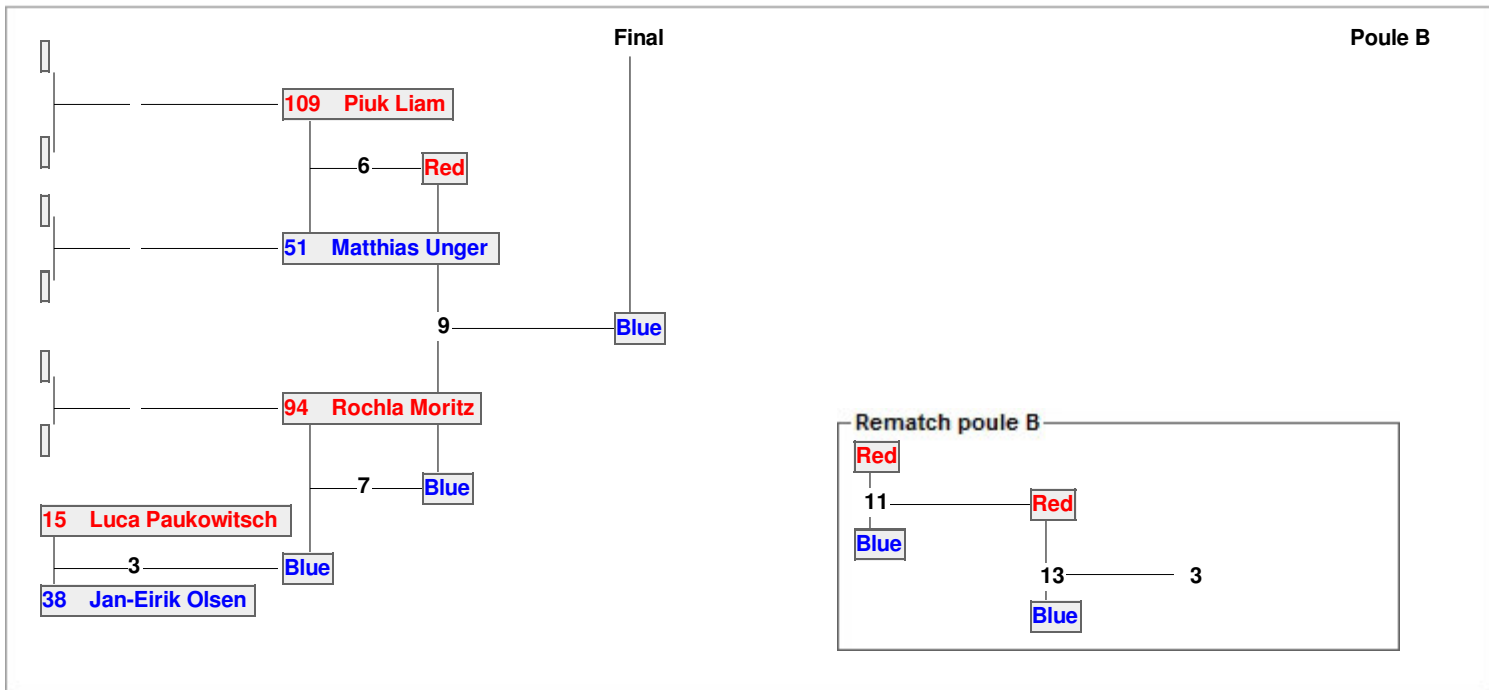 Final
Poule B
109 Piuk Liam
6 Red
51 Matthias Unger
9 Blue
94 Rochla Moritz
7 Blue
15 Luca Paukowitsch
3 Blue
38 Jan-Eirik Olsen
Rematch poule B
Red
11 Red
Blue
13 3
Blue